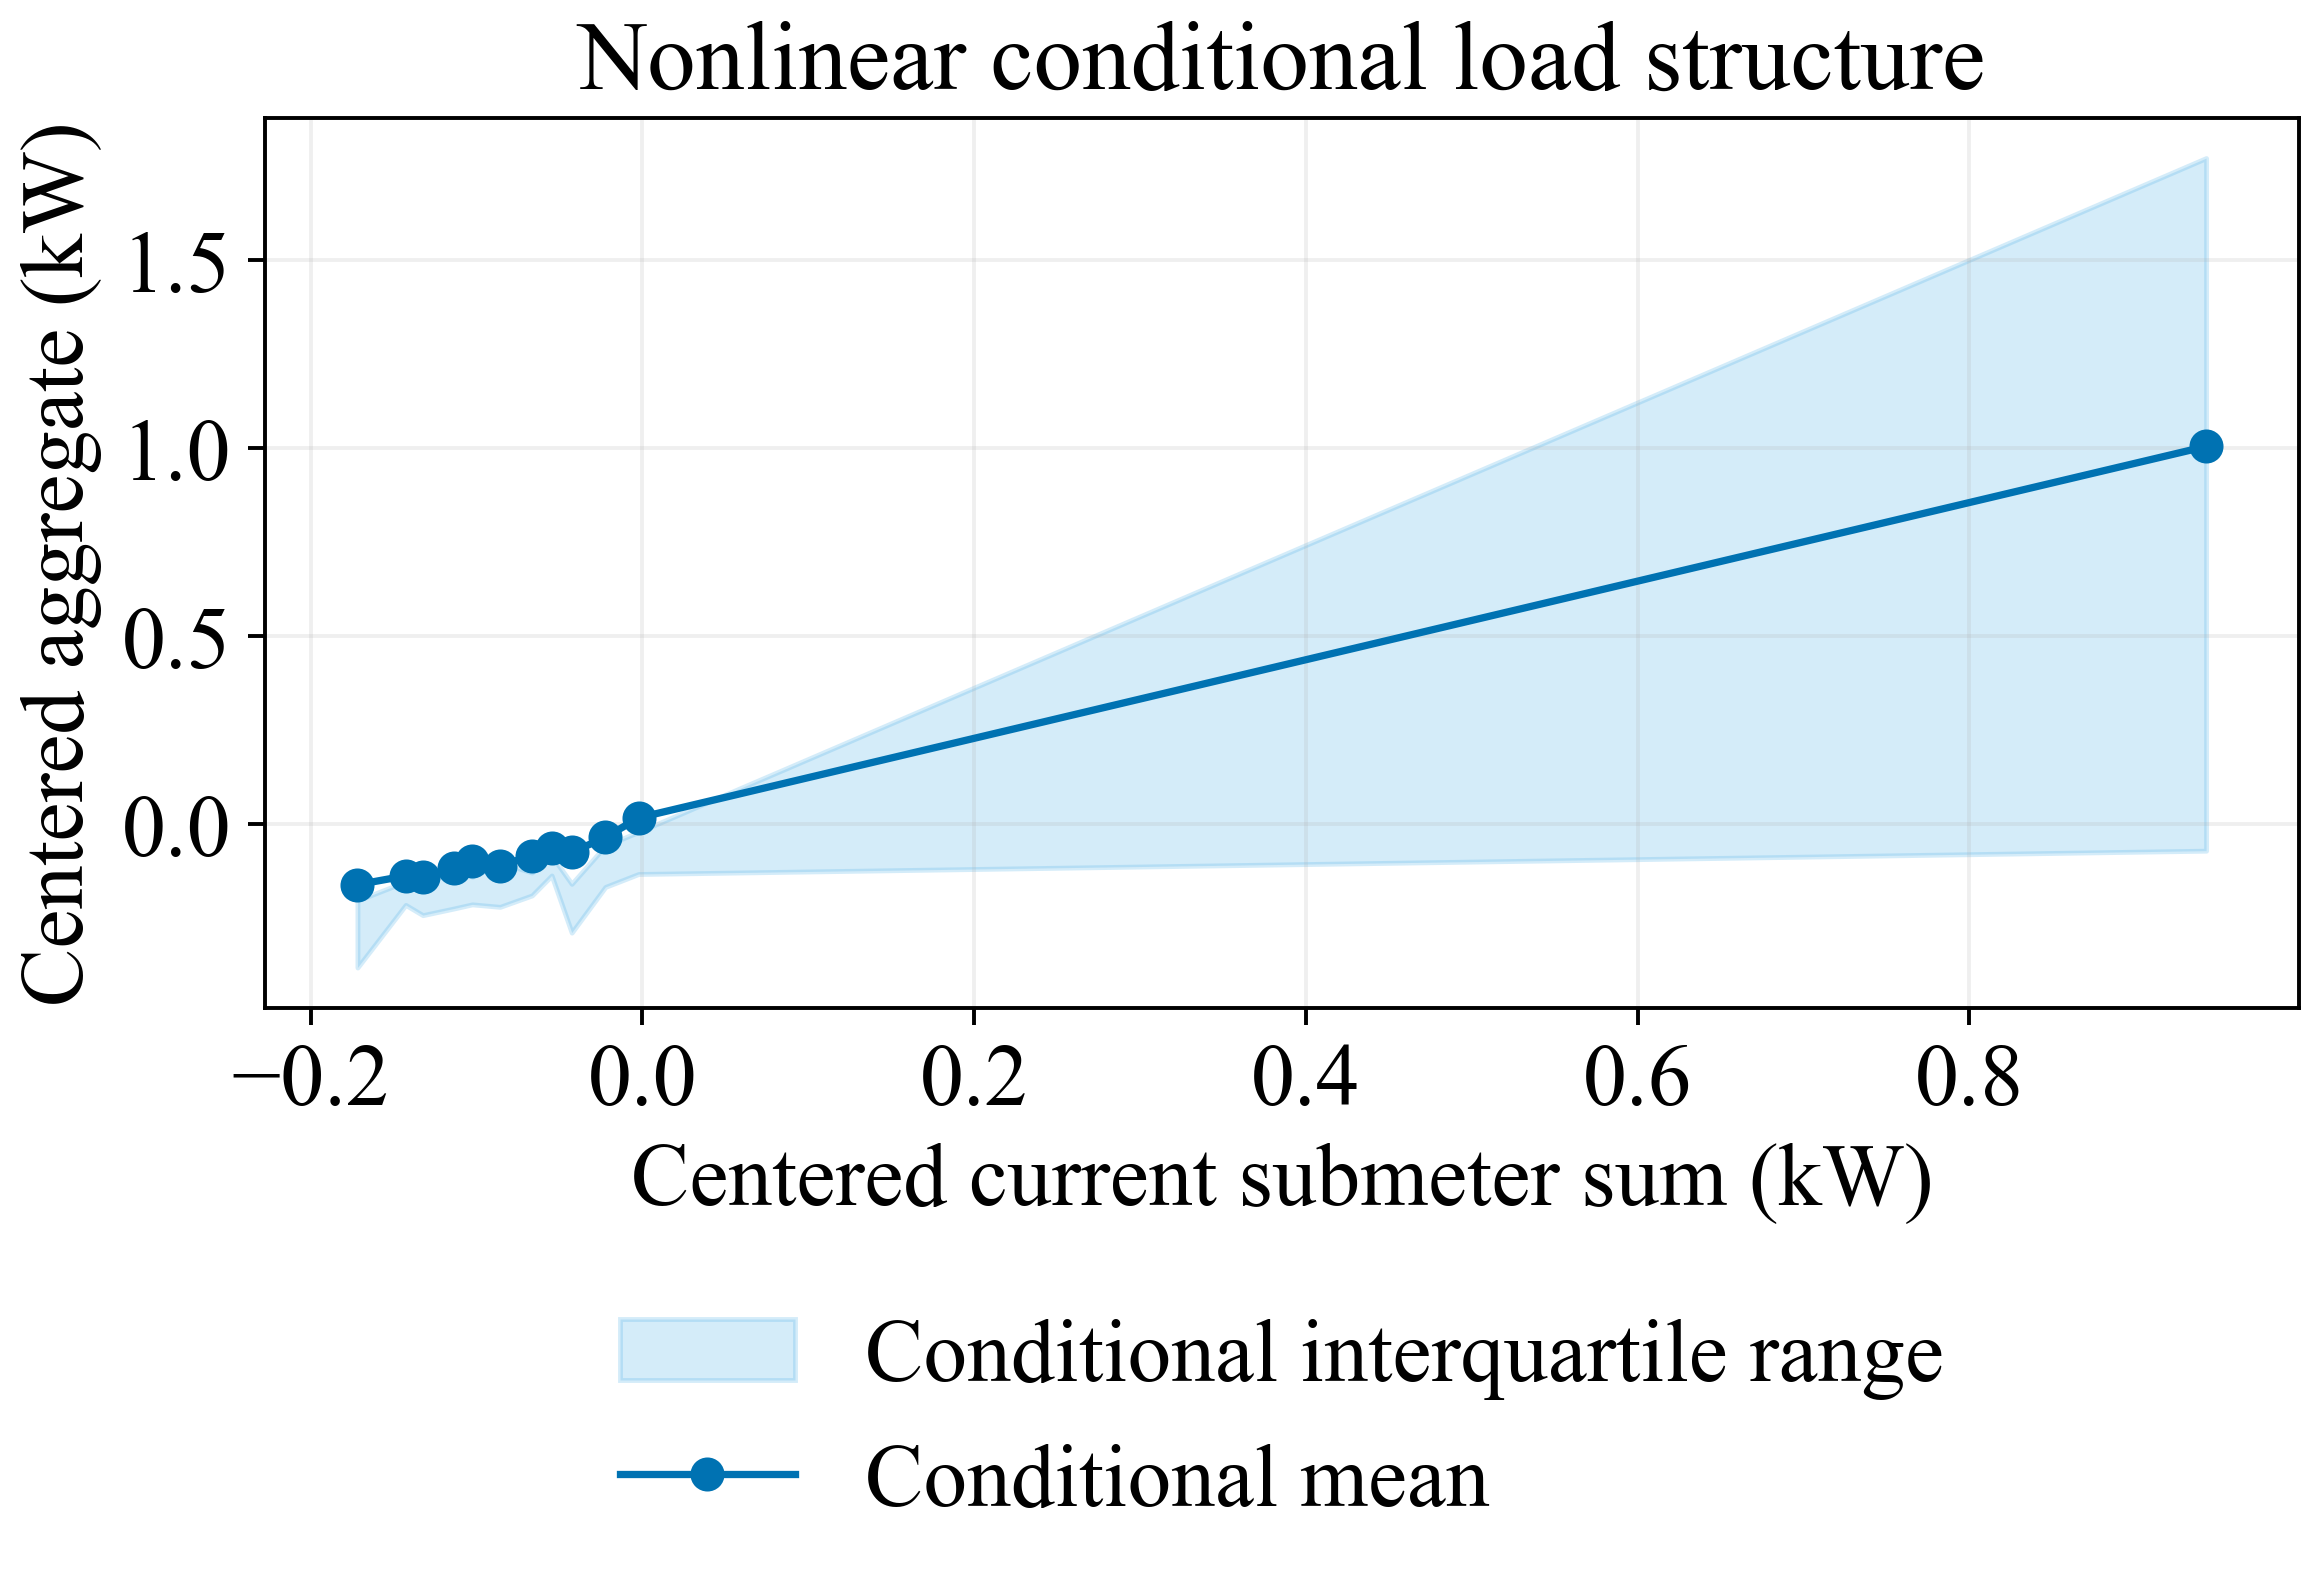 Nonlinear conditional load structure
Centered aggregate (kW)
1.5
1.0
0.5
0.0
−0.2 0.0 0.2 0.4 0.6 0.8
Centered current submeter sum (kW)
Conditional interquartile range
Conditional mean